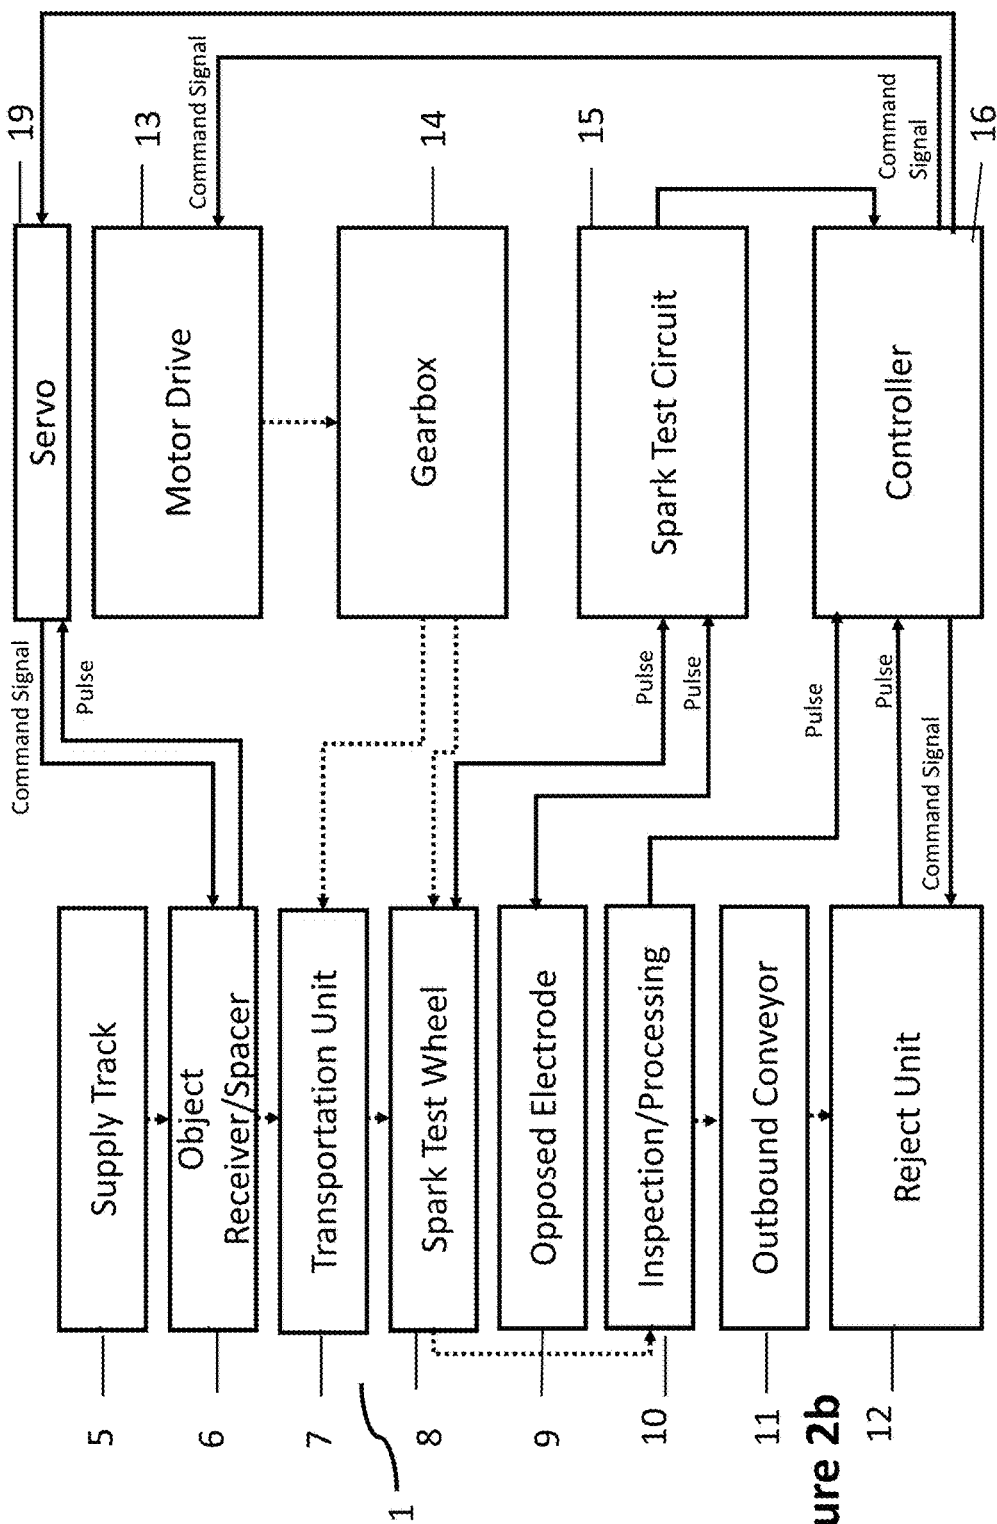 5
Supply Track
6
Object
Receiver/Spacer
7
Transportation Unit
1
8
Spark Test Wheel
9
Opposed Electrode
10
Inspection/Processing
11
Outbound Conveyor
12
Reject Unit
Command Signal
Pulse
Pulse
Pulse
Pulse
Pulse
Command Signal
Servo
19
Motor Drive
13
Command Signal
Gearbox
14
Spark Test Circuit
15
Controller
Command
Signal
16
ure 2b